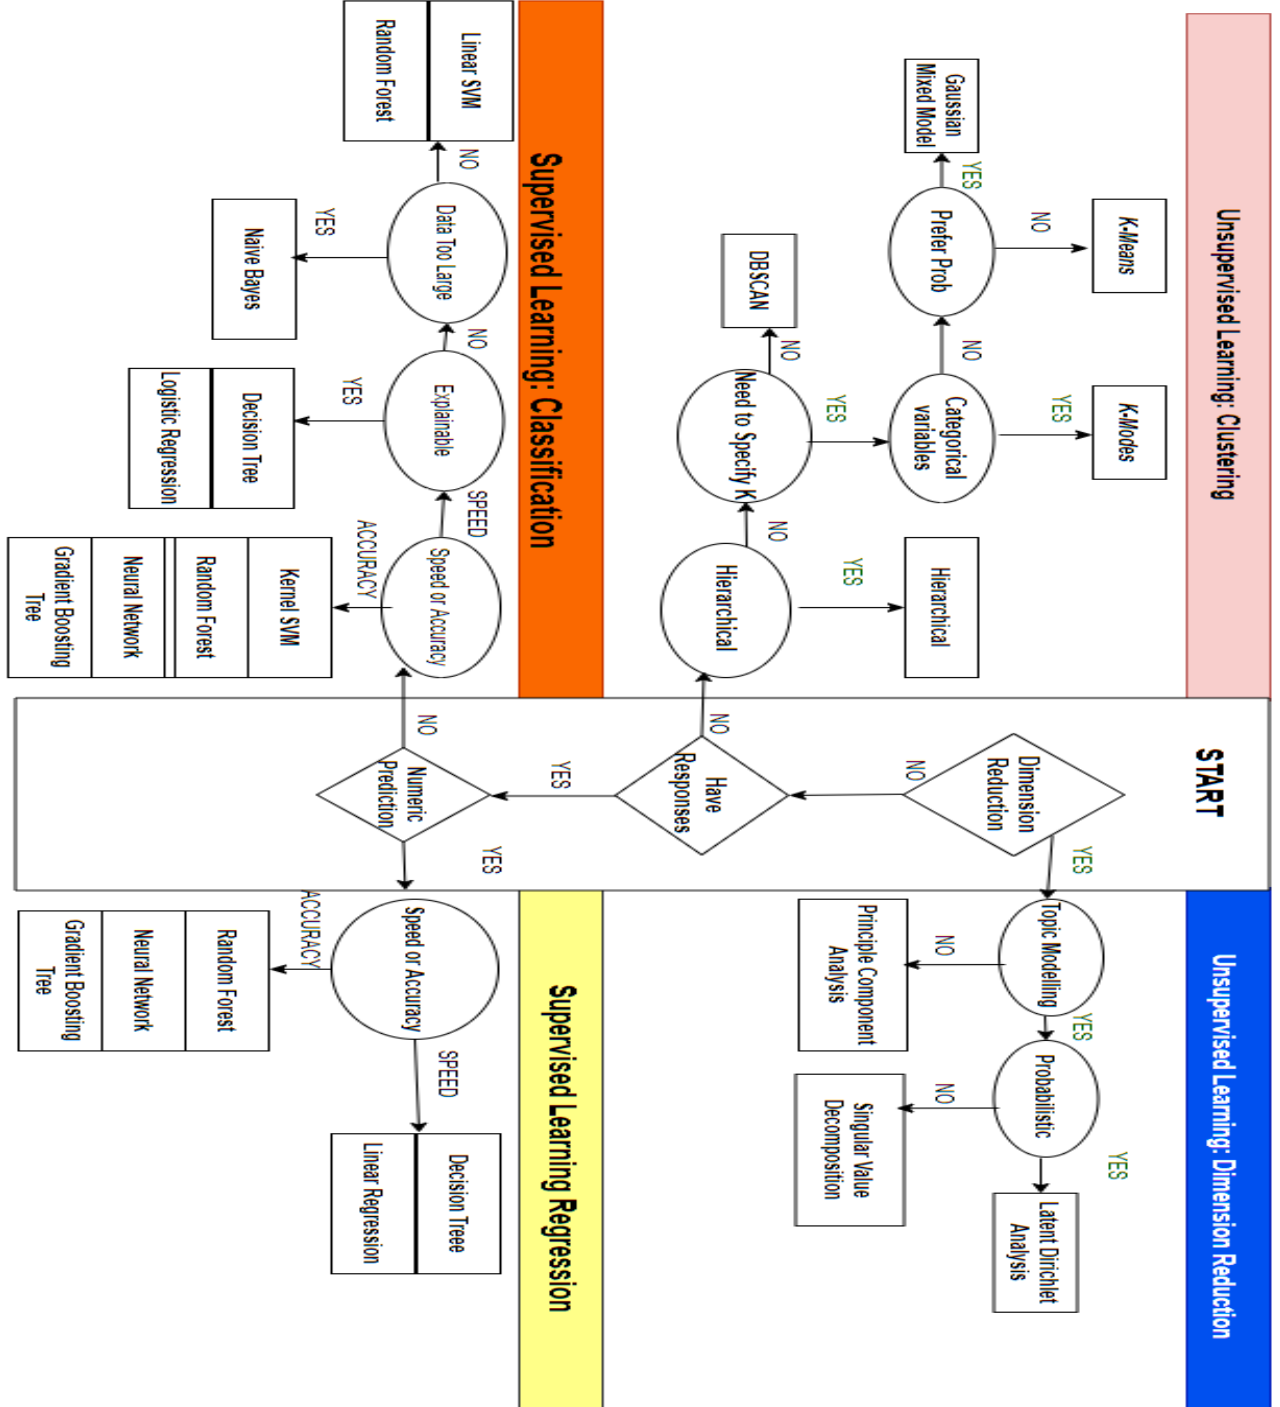 Unsupervised Learning: Clustering
START
Unsupervised Learning: Dimension Reduction
K-Means
K-Modes
Hierarchical
NO
YES
YES
Gaussian
Mixed Model
YES
Prefer Prob
NO
Categorical
variables
YES
DBSCAN
NO
Need to Specify K
NO
Hierarchical
NO
Have
Responses
NO
Dimension
Reduction
YES
Topic Modelling
YES
Probabilistic
YES
Latent Dirichlet
Analysis
NO
Principle Component
Analysis
NO
Singular Value
Decomposition
YES
Supervised Learning: Classification
Supervised Learning Regression
Linear SVM
Random Forest
NO
Data Too Large
NO
Explainable
SPEED
Speed or Accuracy
NO
Numeric
Prediction
YES
Speed or Accuracy
SPEED
Decision Treee
Linear Regression
YES
Naive Bayes
YES
Decision Tree
Logistic Regression
ACCURACY
Kernel SVM
Random Forest
Neural Network
Gradient Boosting
Tree
ACCURACY
Random Forest
Neural Network
Gradient Boosting
Tree